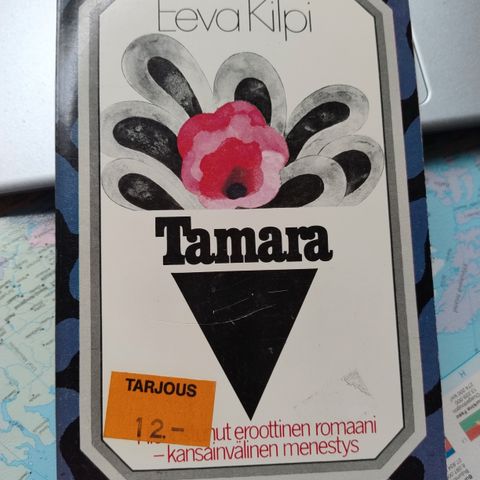 Eeva Kilpi
Tamara
TARJOUS
12.-
eroottinen romaani
-kansainvälinen menestys